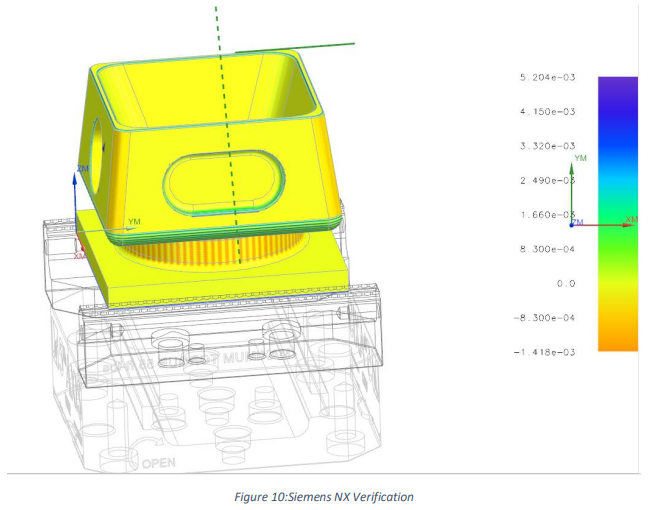 5.204e-03
4.150e-03
3.320e-03
2.490e-03
1.660e-03
8.300e-04
0.0
-8.300e-04
-1.418e-03
YM
XM
ZM
ZM
YM
XM
OPEN
Figure 10:Siemens NX Verification